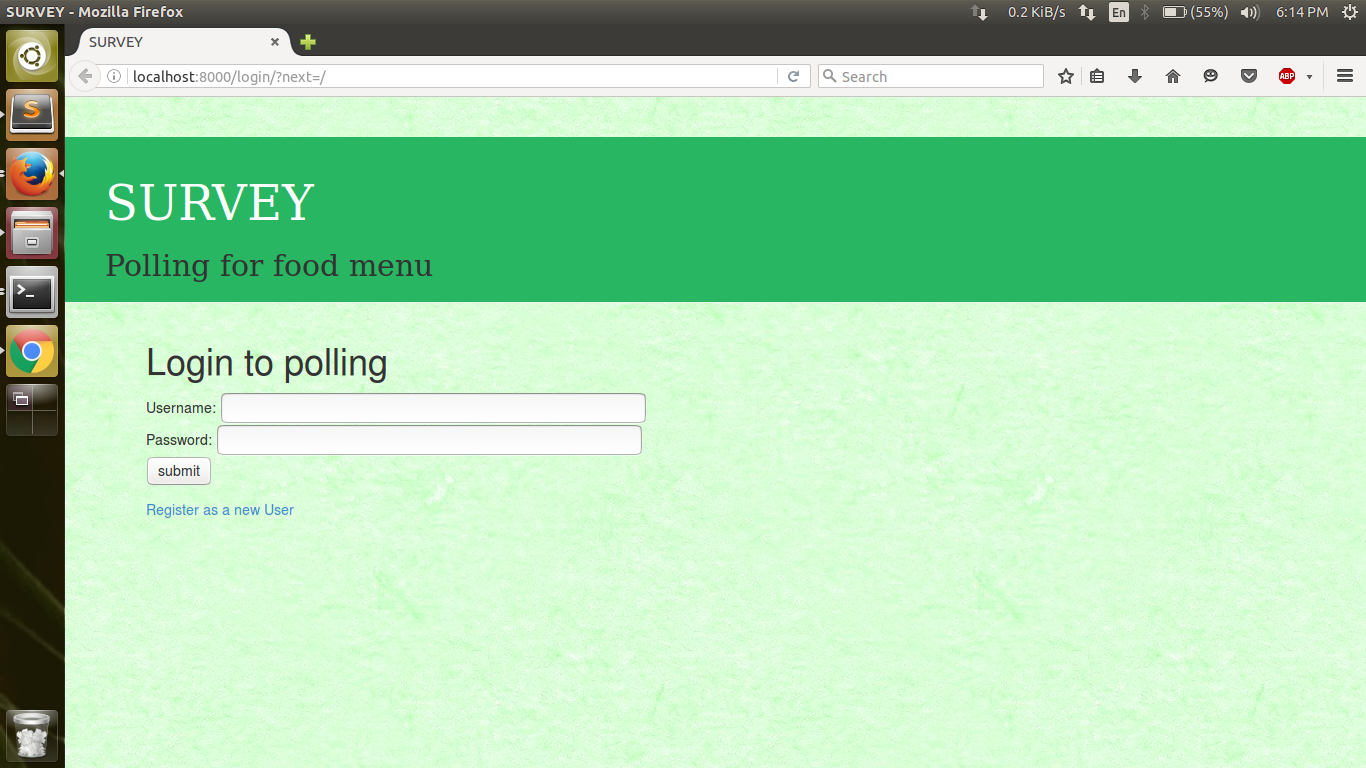 SURVEY - Mozilla Firefox
0.2 KiB/s En (55%) 6:14 PM
SURVEY
localhost:8000/login/?next=/
Search
ABP
SURVEY
Polling for food menu
Login to polling
Username:
Password:
submit
Register as a new User